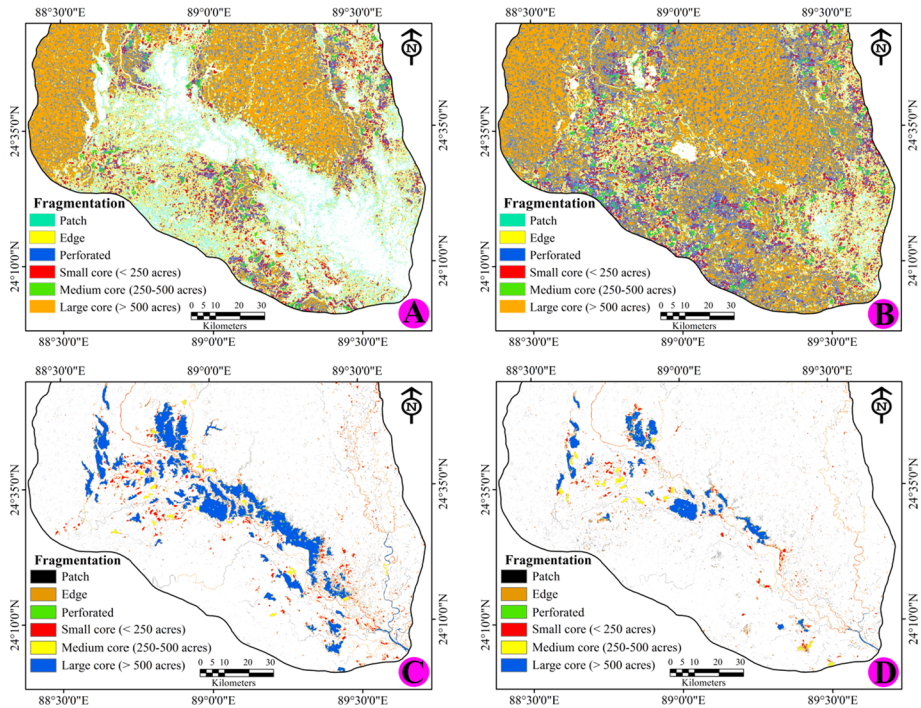 88°30'0"E 89°0'0"E 89°30'0"E
88°30'0"E 89°0'0"E 89°30'0"E
N
N
24°35'0"N
24°35'0"N
24°35'0"N
24°35'0"N
24°10'0"N
24°10'0"N
24°10'0"N
24°10'0"N
Fragmentation
Patch
Edge
Perforated
Small core (< 250 acres)
Medium core (250-500 acres)
Large core (> 500 acres)
0 5 10 20 30
Kilometers
A
Fragmentation
Patch
Edge
Perforated
Small core (< 250 acres)
Medium core (250-500 acres)
Large core (> 500 acres)
0 5 10 20 30
Kilometers
B
88°30'0"E 89°0'0"E 89°30'0"E
88°30'0"E 89°0'0"E 89°30'0"E
88°30'0"E 89°0'0"E 89°30'0"E
88°30'0"E 89°0'0"E 89°30'0"E
N
N
24°35'0"N
24°35'0"N
24°35'0"N
24°35'0"N
24°10'0"N
24°10'0"N
24°10'0"N
24°10'0"N
Fragmentation
Patch
Edge
Perforated
Small core (< 250 acres)
Medium core (250-500 acres)
Large core (> 500 acres)
0 5 10 20 30
Kilometers
C
Fragmentation
Patch
Edge
Perforated
Small core (< 250 acres)
Medium core (250-500 acres)
Large core (> 500 acres)
0 5 10 20 30
Kilometers
D
88°30'0"E 89°0'0"E 89°30'0"E
88°30'0"E 89°0'0"E 89°30'0"E